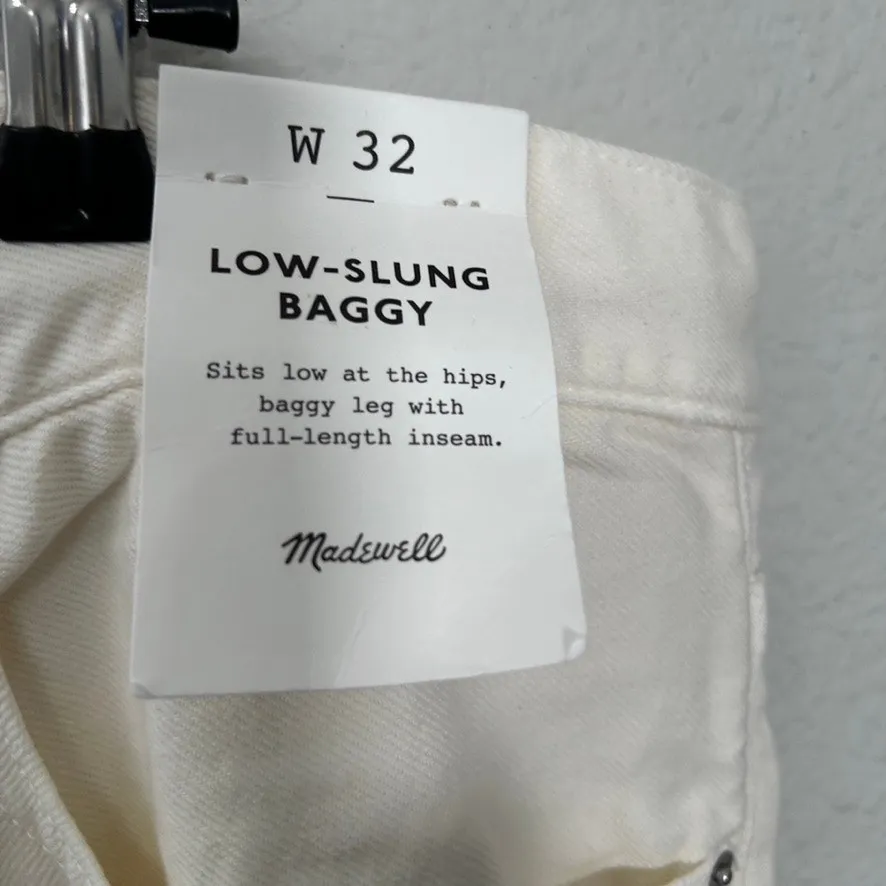 W 32
LOW-SLUNG
BAGGY
Sits low at the hips,
baggy leg with
full-length inseam.
Madewell